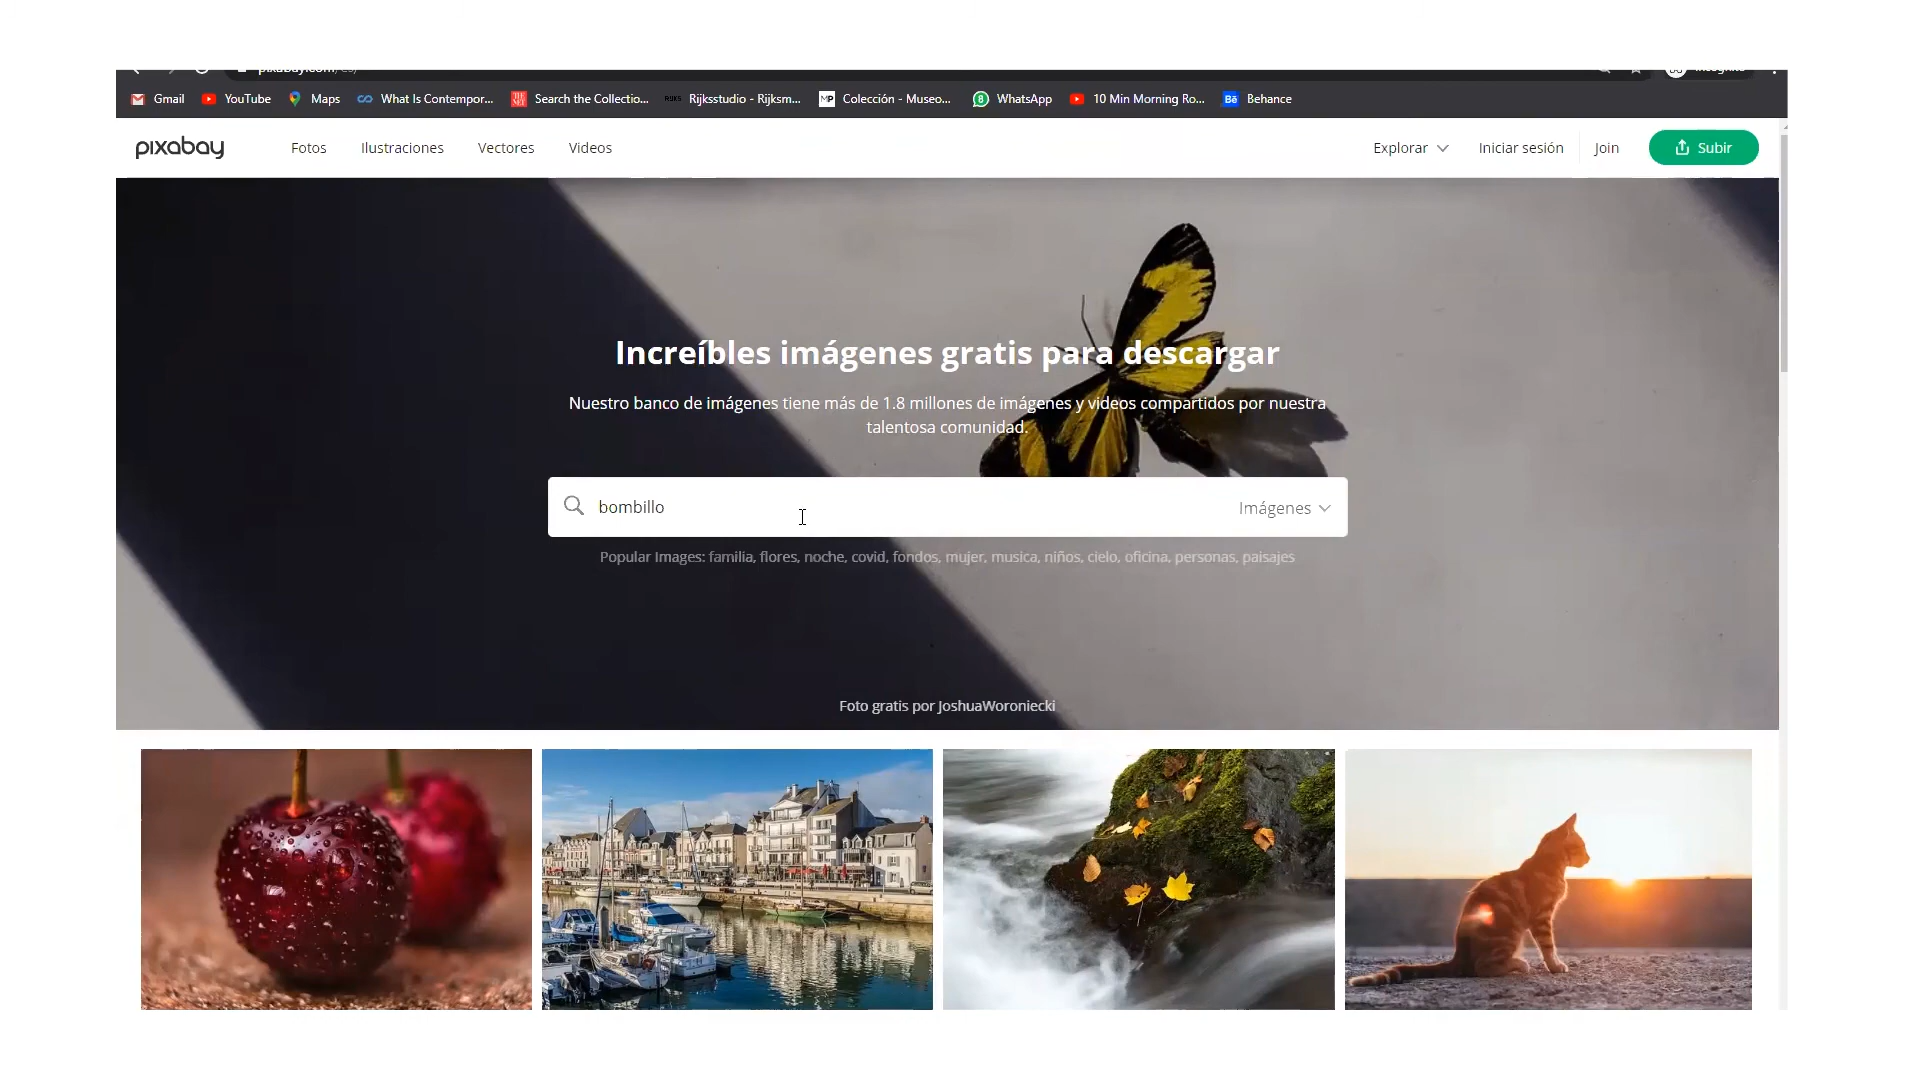 pixabay.com/es/
Incognito
Gmail YouTube Maps What Is Contempor... Search the Collectio... Rijksstudio - Rijksm... Colección - Museo... WhatsApp 10 Min Morning Ro... Behance
pixabay Fotos Ilustraciones Vectores Videos Explorar Iniciar sesión Join Subir
Increíbles imágenes gratis para descargar
Nuestro banco de imágenes tiene más de 1.8 millones de imágenes y videos compartidos por nuestra
talentosa comunidad.
bombillo Imágenes
Popular Images: familia, flores, noche, covid, fondos, mujer, musica, niños, cielo, oficina, personas, paisajes
Foto gratis por JoshuaWoroniecki